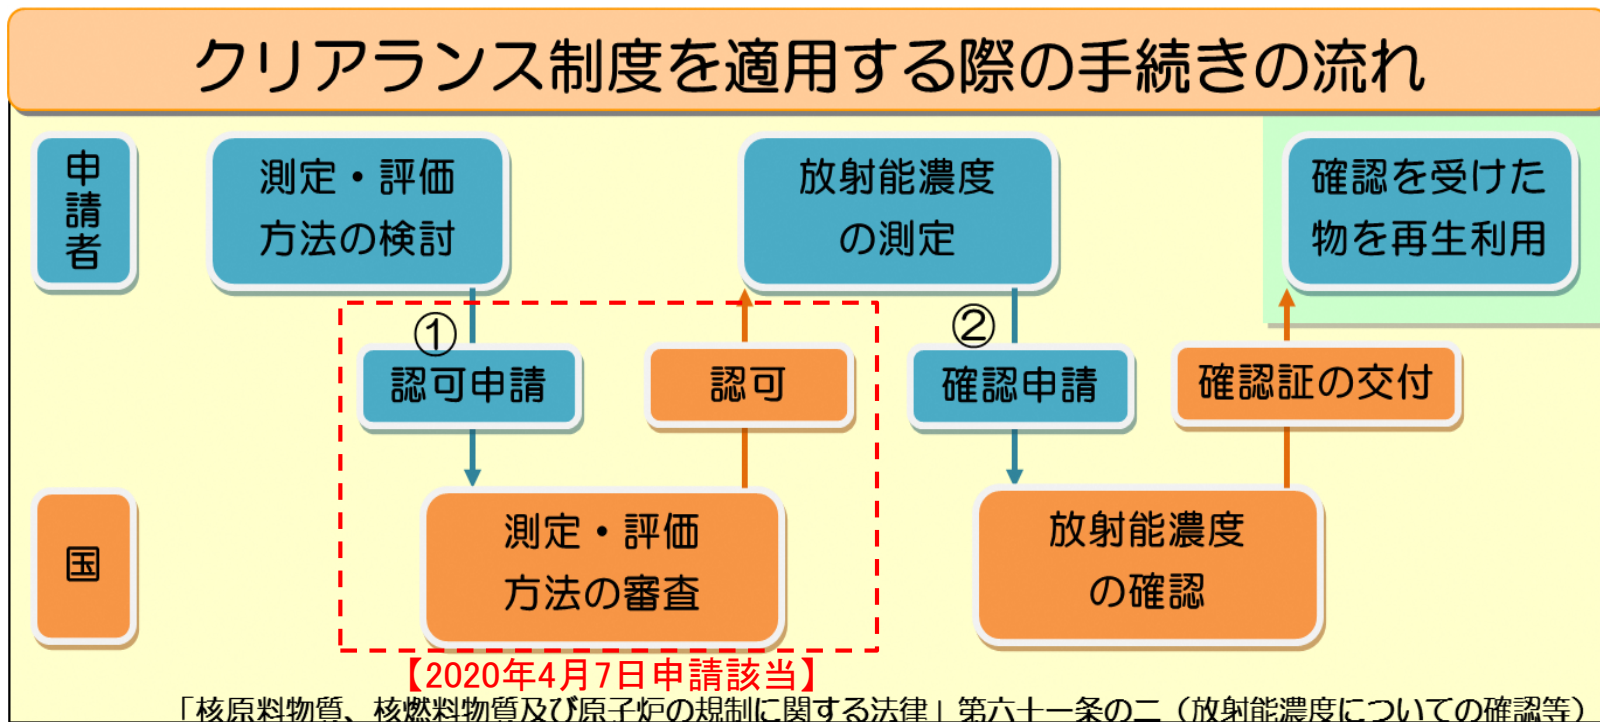 クリアランス制度を適用する際の手続きの流れ
申請者
測定・評価
方法の検討
放射能濃度
の測定
確認を受けた
物を再生利用
①
認可申請
認可
②
確認申請
確認証の交付
国
測定・評価
方法の審査
放射能濃度
の確認
【2020年4月7日申請該当】
「核原料物質、核燃料物質及び原子炉の規制に関する法律」第六十一条の二（放射能濃度についての確認等）